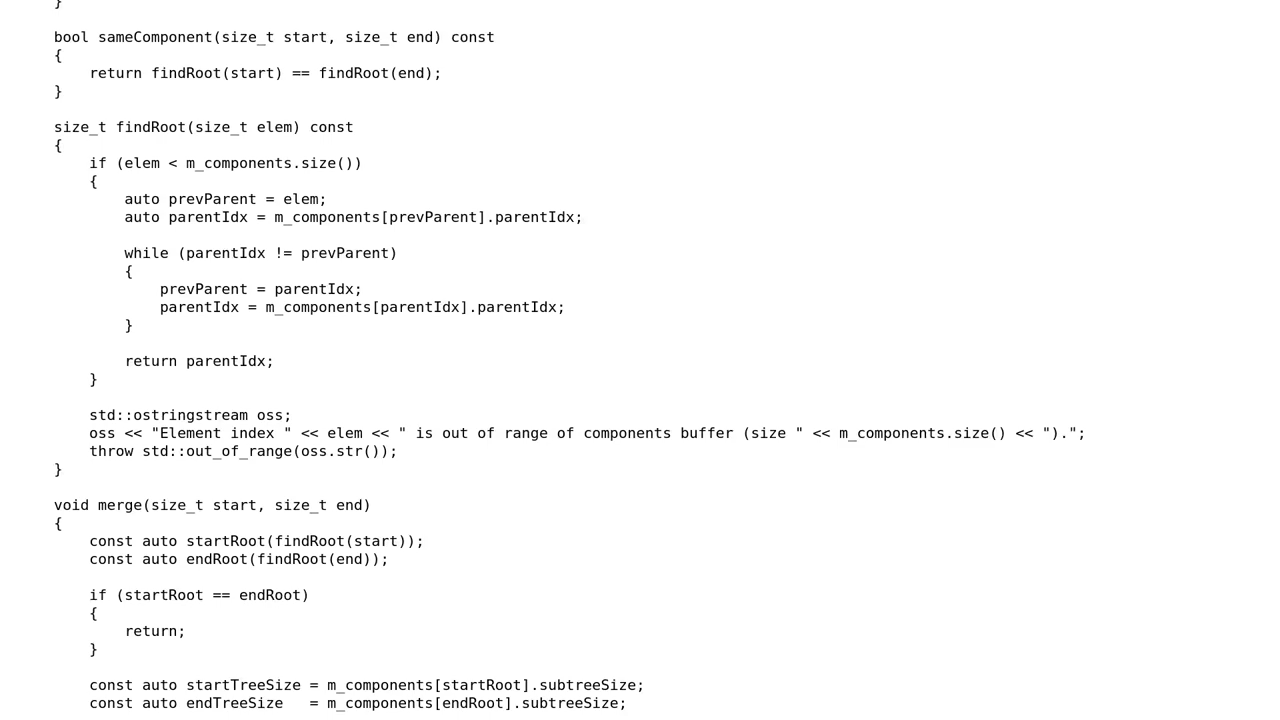 }
bool sameComponent(size_t start, size_t end) const
{
return findRoot(start) == findRoot(end);
}
size_t findRoot(size_t elem) const
{
if (elem < m_components.size())
{
auto prevParent = elem;
auto parentIdx = m_components[prevParent].parentIdx;
while (parentIdx != prevParent)
{
prevParent = parentIdx;
parentIdx = m_components[parentIdx].parentIdx;
}
return parentIdx;
}
std::ostringstream oss;
oss << "Element index " << elem << " is out of range of components buffer (size " << m_components.size() << ").";
throw std::out_of_range(oss.str());
}
void merge(size_t start, size_t end)
{
const auto startRoot(findRoot(start));
const auto endRoot(findRoot(end));
if (startRoot == endRoot)
{
return;
}
const auto startTreeSize = m_components[startRoot].subtreeSize;
const auto endTreeSize   = m_components[endRoot].subtreeSize;